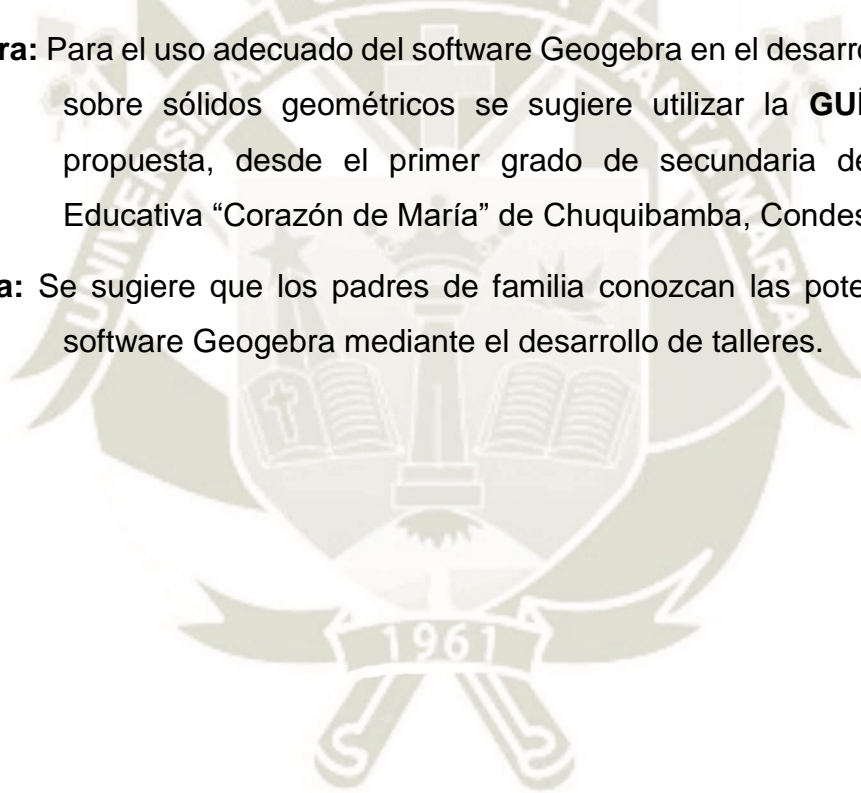 ra: Para el uso adecuado del software Geogebra en el desarro
sobre sólidos geométricos se sugiere utilizar la GUÍ
propuesta, desde el primer grado de secundaria de
Educativa “Corazón de María” de Chuquibamba, Condes
a: Se sugiere que los padres de familia conozcan las pote
software Geogebra mediante el desarrollo de talleres.
1961